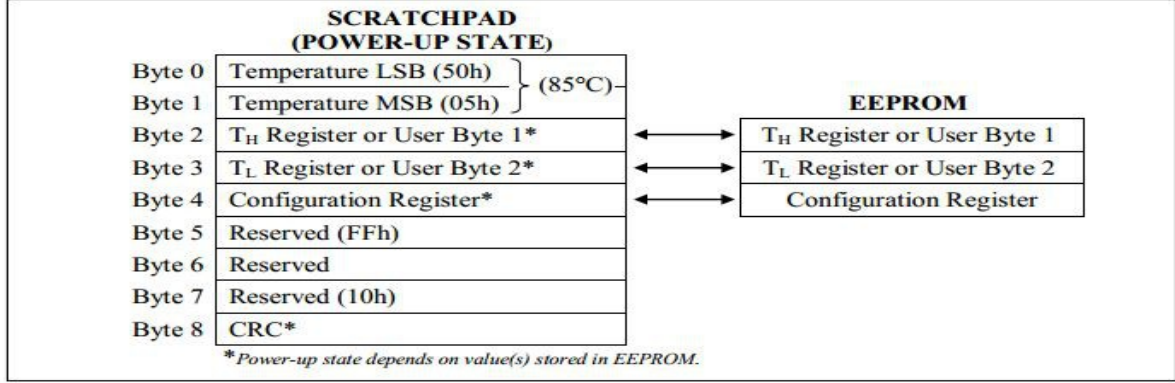 SCRATCHPAD
(POWER-UP STATE)
Byte 0 Temperature LSB (50h)
(85°C)
Byte 1 Temperature MSB (05h)
EEPROM
Byte 2 TH Register or User Byte 1* TH Register or User Byte 1
Byte 3 TL Register or User Byte 2* TL Register or User Byte 2
Byte 4 Configuration Register* Configuration Register
Byte 5 Reserved (FFh)
Byte 6 Reserved
Byte 7 Reserved (10h)
Byte 8 CRC*
*Power-up state depends on value(s) stored in EEPROM.